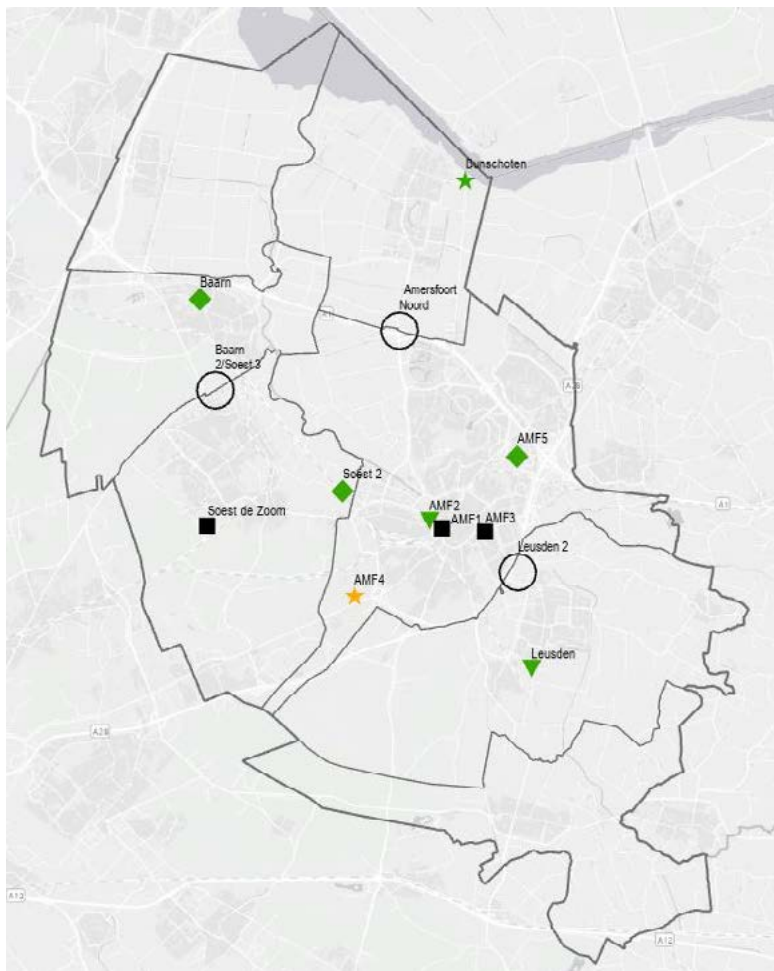 Bunschoten
Baarn
Amersfoort
Noord
A1
Baarn
2/Soest 3
A28
AMF5
Soest 2
A1
Soest de Zoom
AMF2
AMF1
AMF3
Leusden 2
AMF4
Leusden
A28
A12
A12